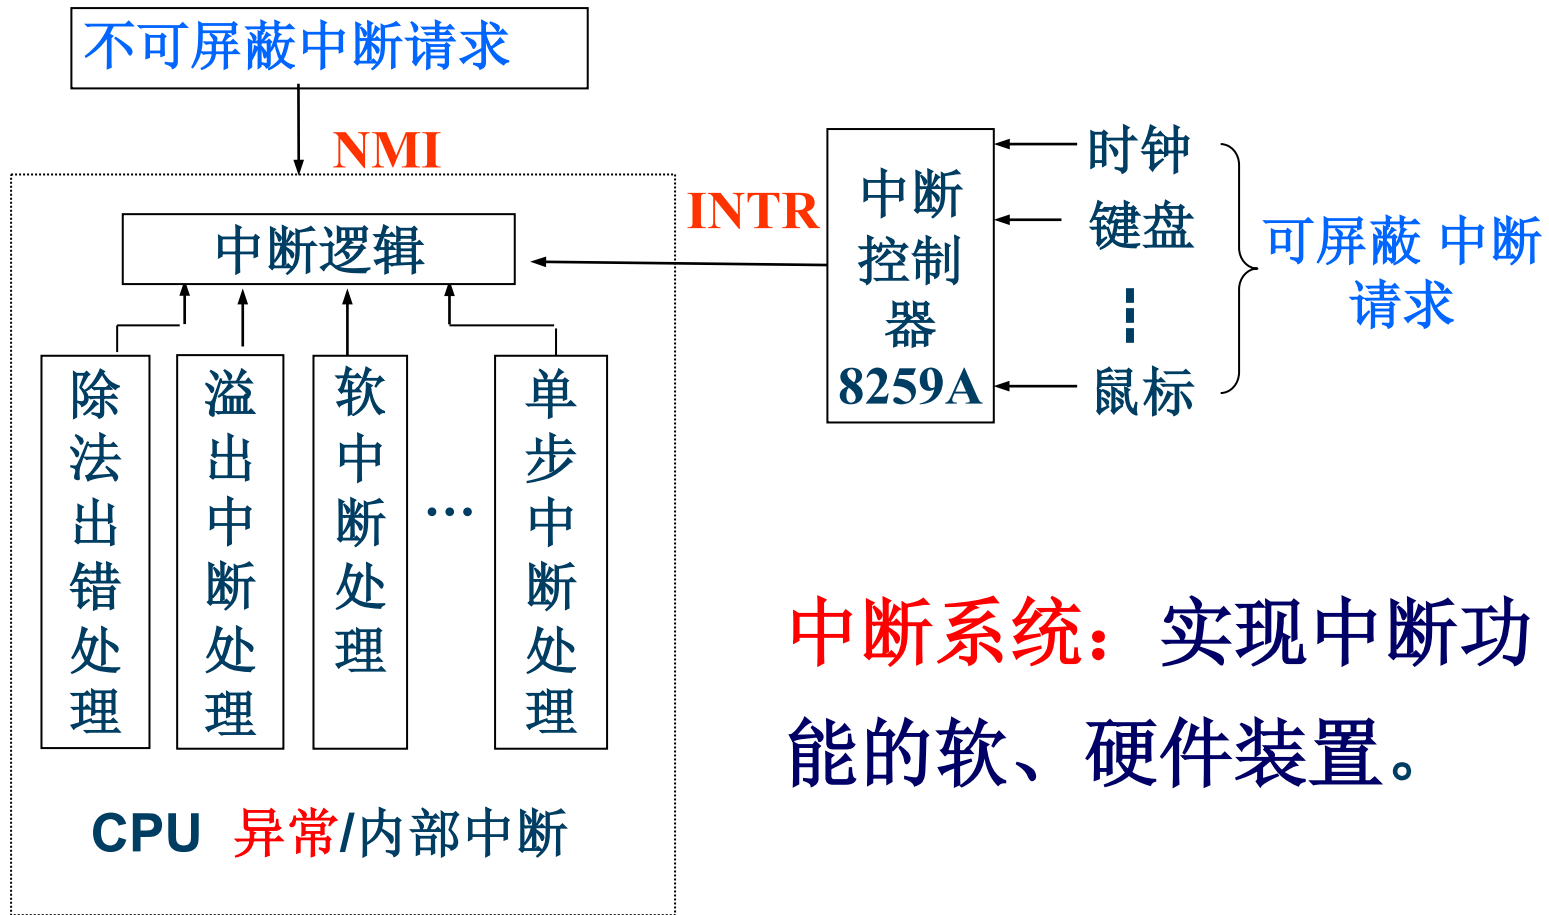 不可屏蔽中断请求
NMI
中断逻辑
INTR
中断
控制
器
8259A
时钟
键盘
鼠标
可屏蔽 中断
请求
除法出错处理
溢出中断处理
软中断处理
…
单步中断处理
CPU 异常/内部中断
中断系统：实现中断功
能的软、硬件装置。